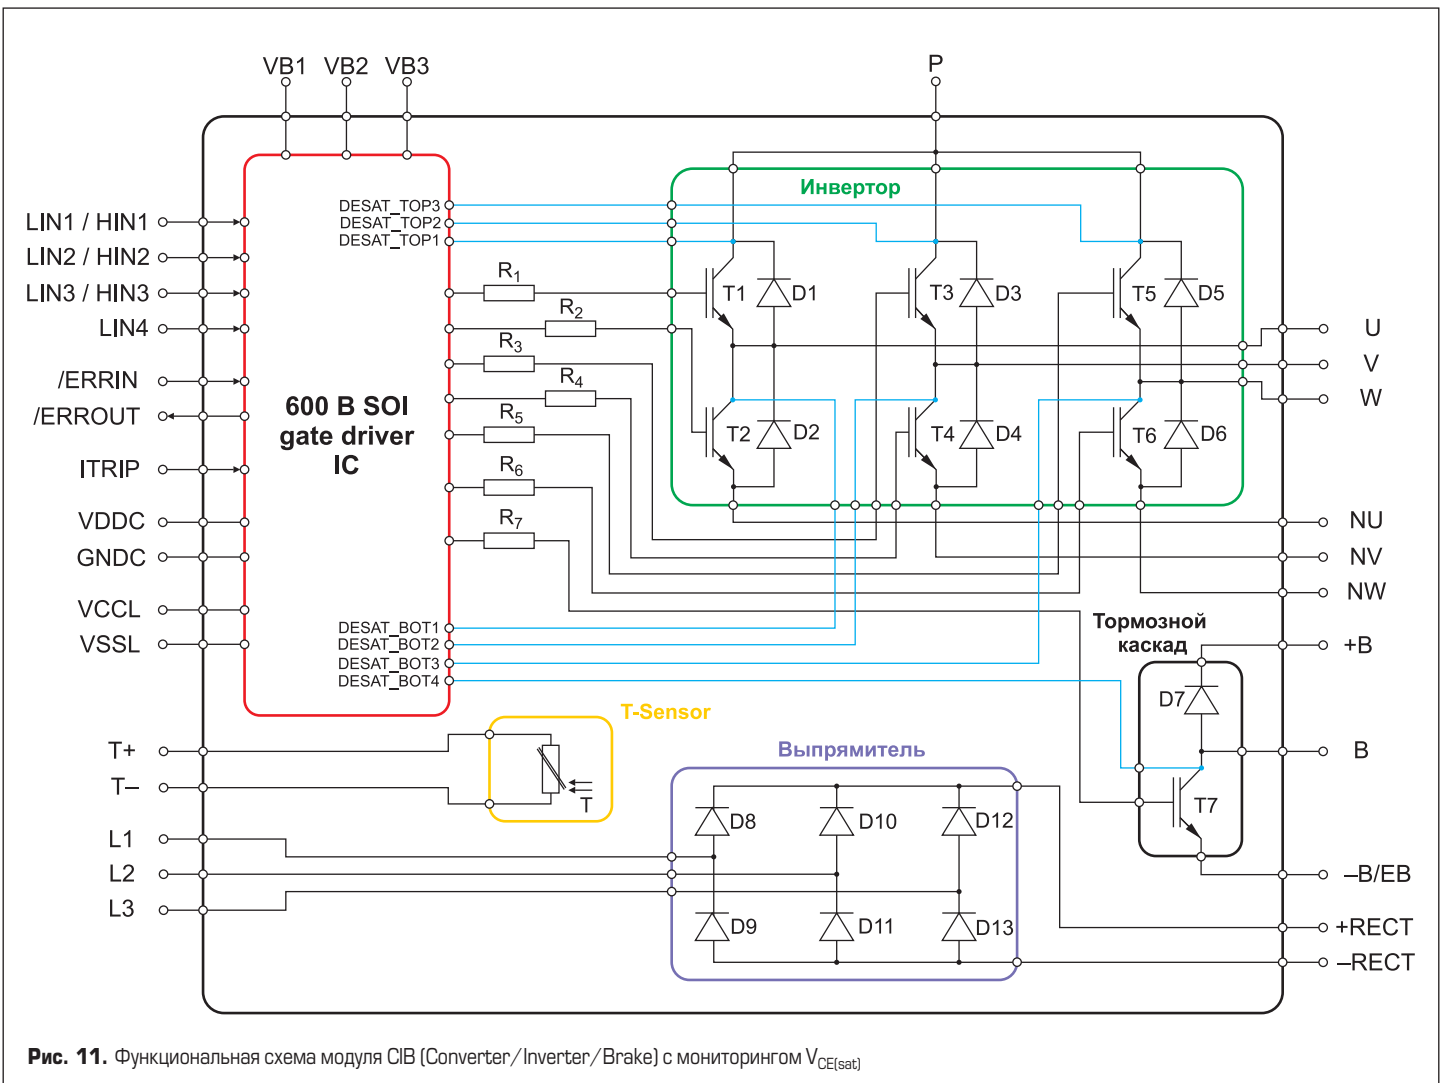 VB1 VB2 VB3
P
Инвертор
DESAT_TOP3
DESAT_TOP2
DESAT_TOP1
LIN1 / HIN1
LIN2 / HIN2
LIN3 / HIN3
LIN4
/ERRIN
/ERROUT
ITRIP
VDDC
GNDC
VCCL
VSSL
600 В SOI
gate driver
IC
R1
R2
R3
R4
R5
R6
R7
T1 D1 T3 D3 T5 D5
T2 D2 T4 D4 T6 D6
U
V
W
NU
NV
NW
DESAT_BOT1
DESAT_BOT2
DESAT_BOT3
DESAT_BOT4
Тормозной
каскад
+B
D7
B
T7
–B/EB
T-Sensor
T+
T–
T
Выпрямитель
L1
L2
L3
D8 D10 D12
D9 D11 D13
+RECT
–RECT
Рис. 11. Функциональная схема модуля CIB (Converter/Inverter/Brake) с мониторингом VCE(sat)